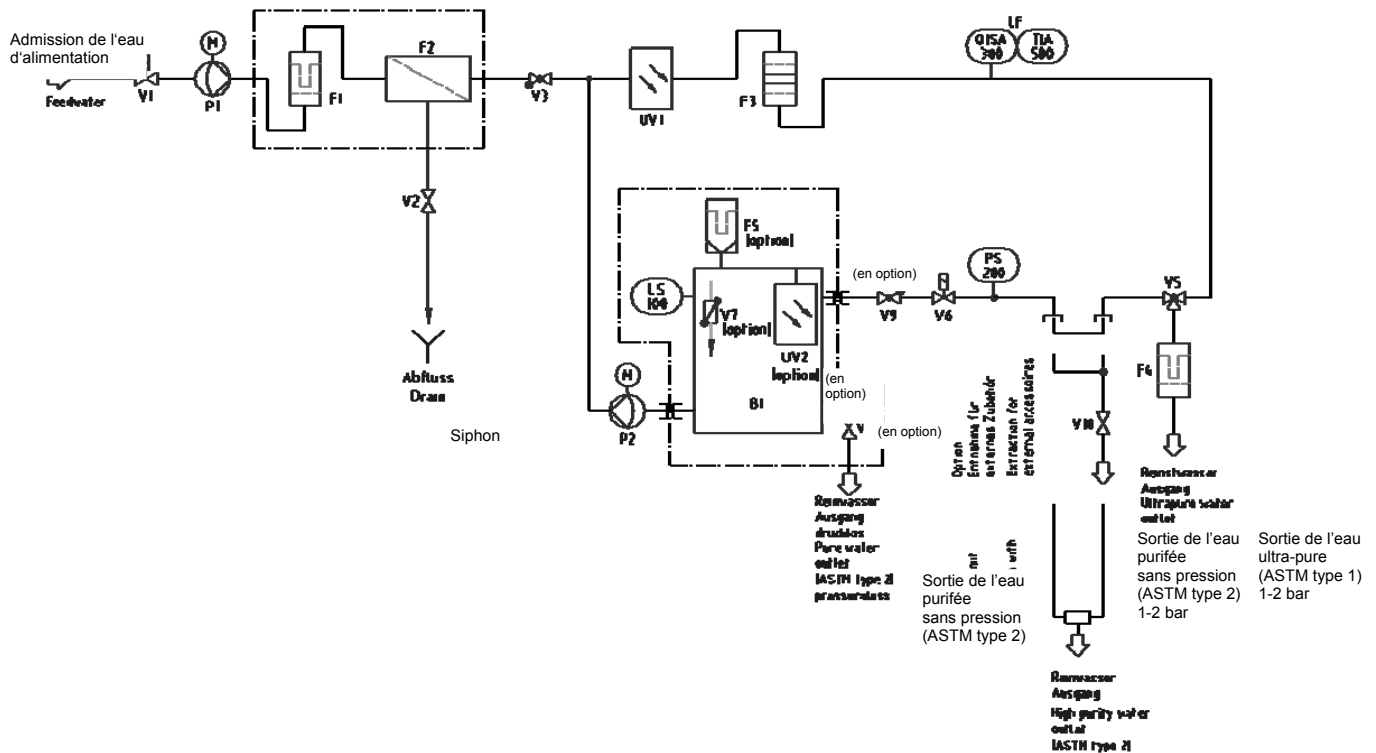 Admission de l'eau
d'alimentation
Feedwater
V1
M
P1
F1
F2
V2
Abfluss
Drain
Siphon
V3
UV1
F3
LF
QISA
300
TIA
500
F5
(option)
LS
100
V7
(option)
UV2
(option)
B1
M
P2
(en option)
(en
option)
V
(en option)
V9
V6
PS
200
V5
F4
V10
Option
Entnahme für
externes Zubehör
Extraction for
external accessoires
Reinwasser
Ausgang
drucklos
Pure water
outlet
(ASTM type 2)
pressureless
with
Sortie de l'eau
purifée
sans pression
(ASTM type 2)
Reinstwasser
Ausgang
Ultrapure water
outlet
Sortie de l'eau
purifée
sans pression
(ASTM type 2)
1-2 bar
Sortie de l'eau
ultra-pure
(ASTM type 1)
1-2 bar
Reinwasser
Ausgang
High purity water
outlet
(ASTM type 2)